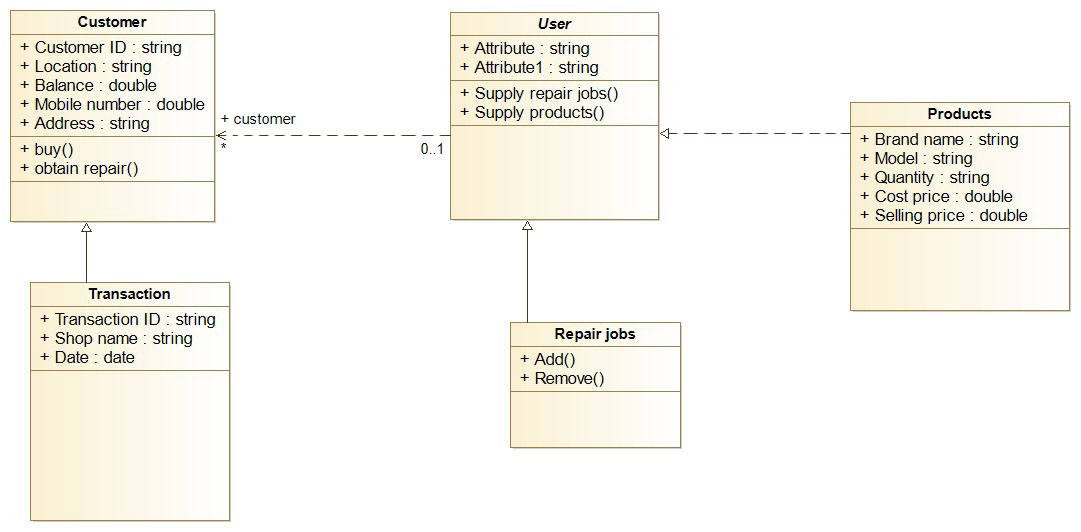 Customer
+ Customer ID : string
+ Location : string
+ Balance : double
+ Mobile number : double
+ Address : string
+ buy()
+ obtain repair()
+ customer
*
0..1
User
+ Attribute : string
+ Attribute1 : string
+ Supply repair jobs()
+ Supply products()
Products
+ Brand name : string
+ Model : string
+ Quantity : string
+ Cost price : double
+ Selling price : double
Transaction
+ Transaction ID : string
+ Shop name : string
+ Date : date
Repair jobs
+ Add()
+ Remove()